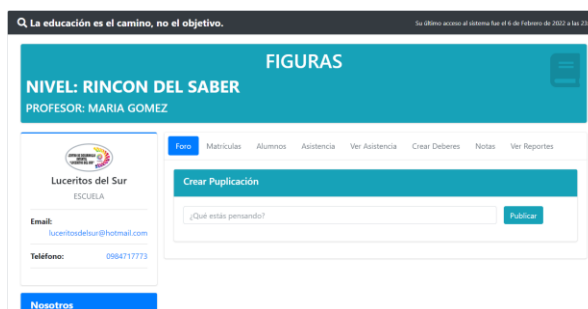 La educación es el camino, no el objetivo.
Su último acceso al sistema fue el 6 de Febrero de 2022 a las 23
FIGURAS
NIVEL: RINCON DEL SABER
PROFESOR: MARIA GOMEZ
Luceritos del Sur
ESCUELA
Email:
luceritosdelsur@hotmail.com
Teléfono: 0984717773
Nosotros
Foro Matrículas Alumnos Asistencia Ver Asistencia Crear Deberes Notas Ver Reportes
Crear Puplicación
¿Qué estás pensando?
Publicar